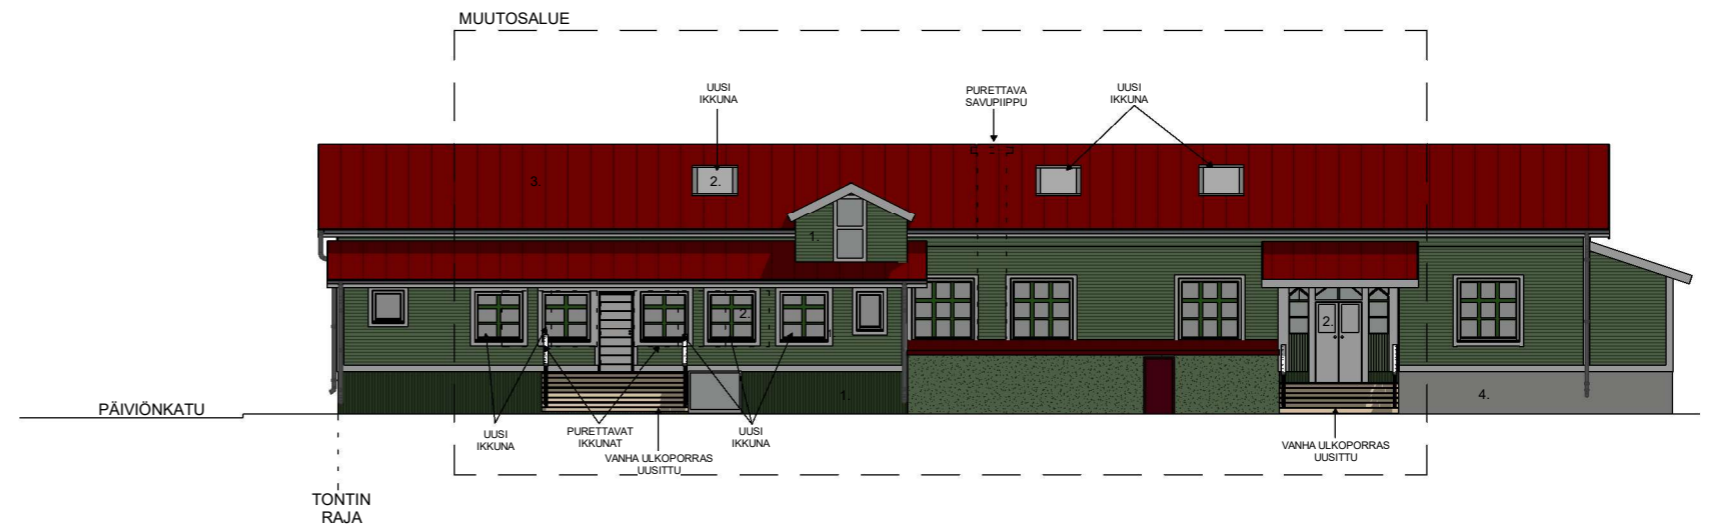 MUUTOSALUE
UUSI
IKKUNA
PURETTAVA
SAVUPIIPPU
UUSI
IKKUNA
3.
2.
1.
2.
2.
1.
4.
PÄIVIÖNKATU
UUSI
IKKUNA
PURETTAVAT
IKKUNAT
VANHA ULKOPORRAS
UUSITTU
UUSI
IKKUNA
VANHA ULKOPORRAS
UUSITTU
TONTIN
RAJA